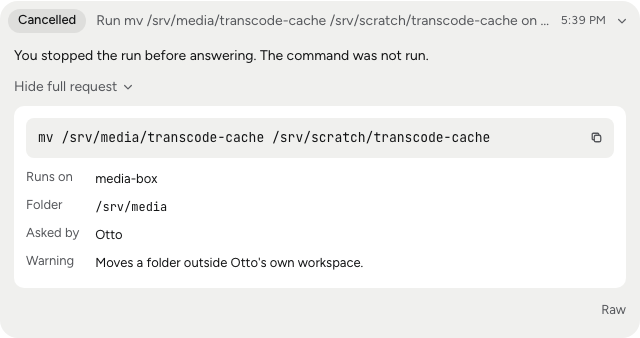 Cancelled Run mv /srv/media/transcode-cache /srv/scratch/transcode-cache on ... 5:39 PM
You stopped the run before answering. The command was not run.
Hide full request
mv /srv/media/transcode-cache /srv/scratch/transcode-cache
Runs on media-box
Folder /srv/media
Asked by Otto
Warning Moves a folder outside Otto's own workspace.
Raw